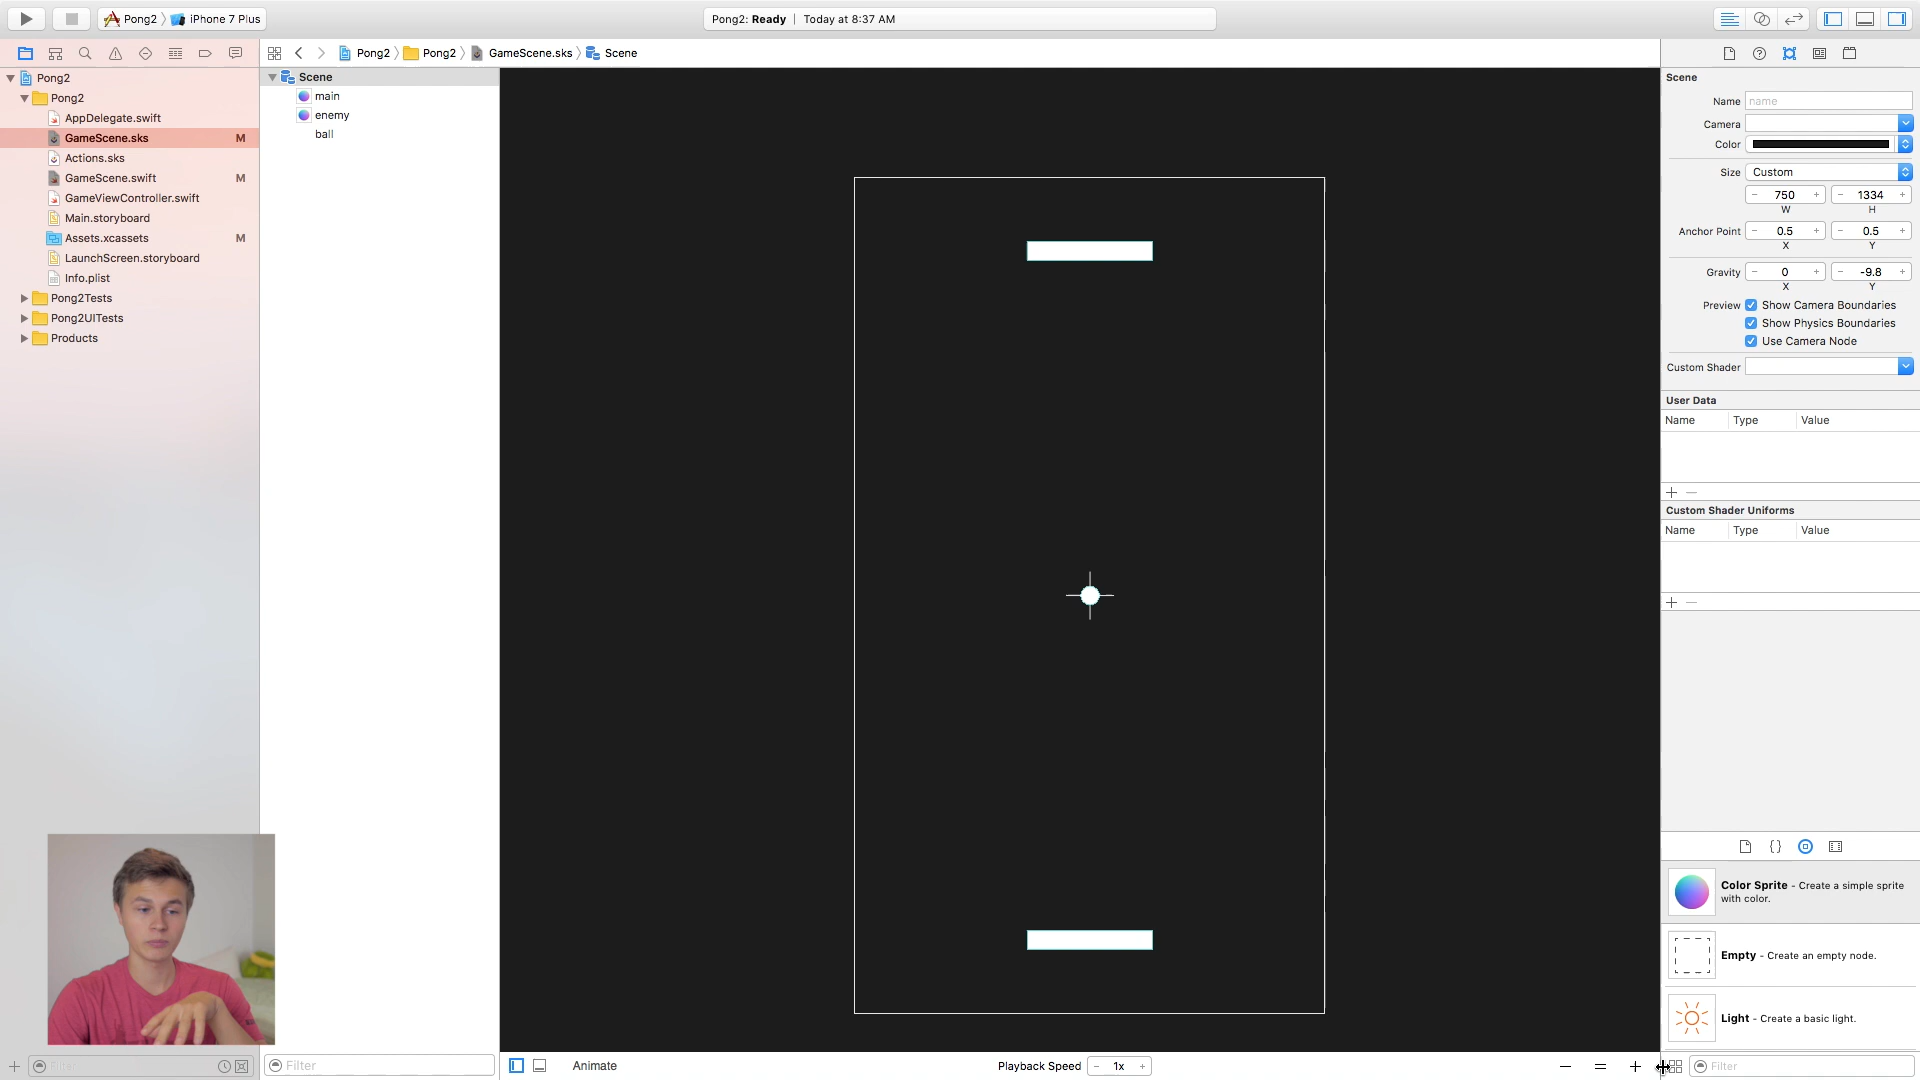 Pong2 iPhone 7 Plus
Pong2: Ready | Today at 8:37 AM
Pong2 Pong2 GameScene.sks Scene
Pong2
Pong2
AppDelegate.swift
GameScene.sks M
Actions.sks
GameScene.swift M
GameViewController.swift
Main.storyboard
Assets.xcassets M
LaunchScreen.storyboard
Info.plist
Pong2Tests
Pong2UITests
Products
Filter
Scene
main
enemy
ball
Filter
Animate
Playback Speed − 1x +
Scene
Name name
Camera
Color
Size Custom
− 750 + − 1334 +
W H
Anchor Point − 0.5 + − 0.5 +
X Y
Gravity − 0 + − -9.8 +
X Y
Preview Show Camera Boundaries
Show Physics Boundaries
Use Camera Node
Custom Shader
User Data
Name Type Value
Custom Shader Uniforms
Name Type Value
{}
Color Sprite - Create a simple sprite
with color.
Empty - Create an empty node.
Light - Create a basic light.
Filter